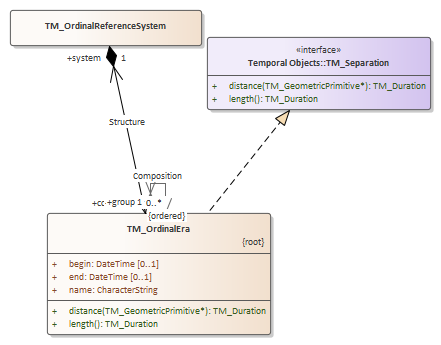 TM_OrdinalReferenceSystem
+system 1
«interface»
Temporal Objects::TM_Separation
+ distance(TM_GeometricPrimitive*): TM_Duration
+ length(): TM_Duration
Structure
Composition
+group 1 0..*
{ordered}
TM_OrdinalEra
{root}
+ begin: DateTime [0..1]
+ end: DateTime [0..1]
+ name: CharacterString
+ distance(TM_GeometricPrimitive*): TM_Duration
+ length(): TM_Duration